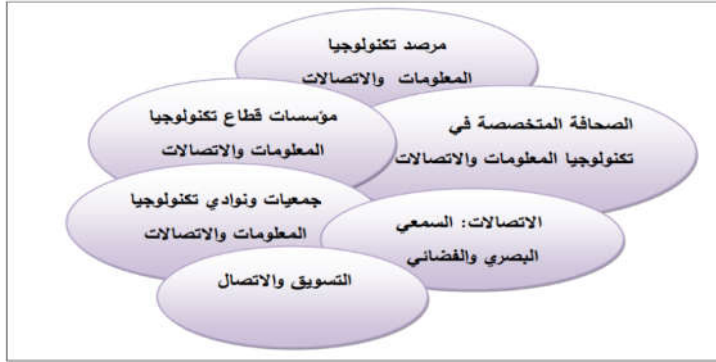 مرصد تكنولوجيا
المعلومات والاتصالات
الصحافة المتخصصة في
تكنولوجيا المعلومات والاتصالات
مؤسسات قطاع تكنولوجيا
المعلومات والاتصالات
الاتصالات: السمعي
البصري والفضائي
جمعيات ونوادي تكنولوجيا
المعلومات والاتصالات
التسويق والاتصال